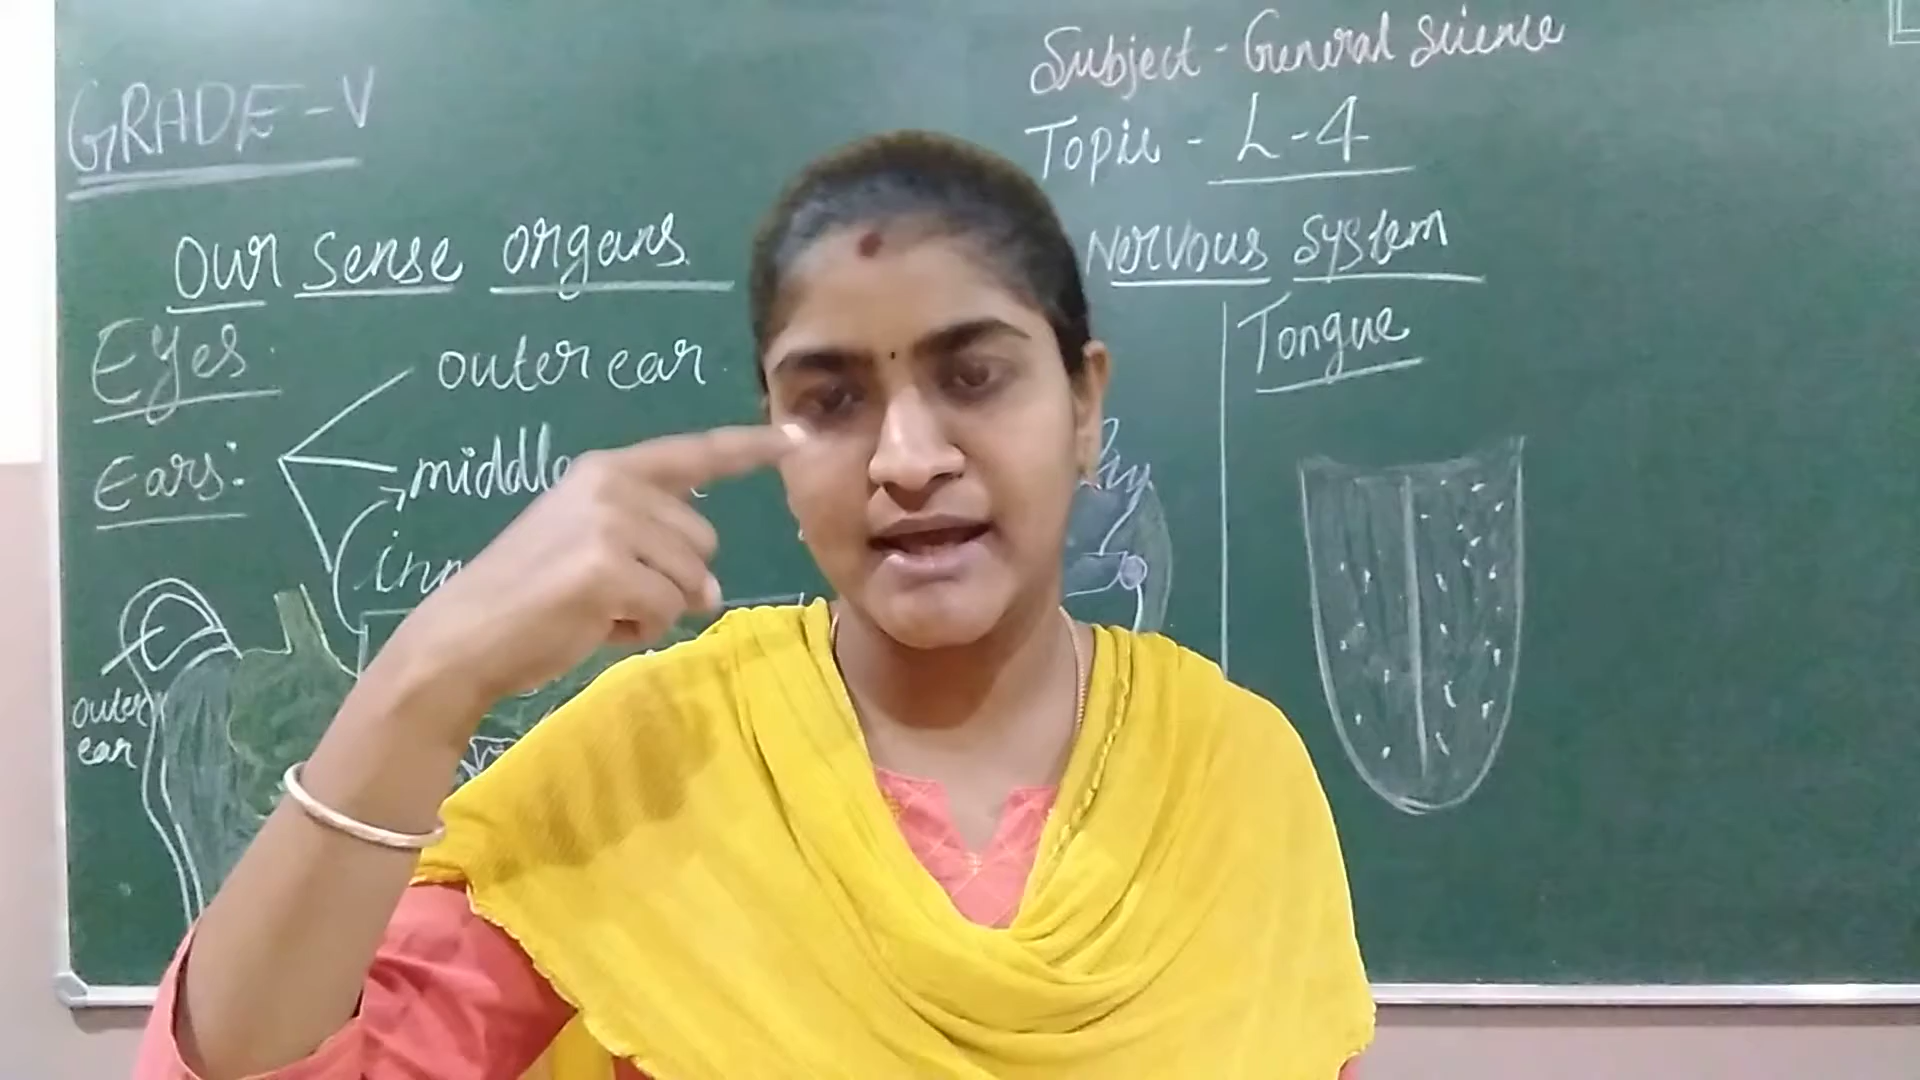 GRADE-V
Subject - General Science
Topic - L-4
Our sense organs
Nervous system
Eyes
Ears:
outer ear
middle
inn
outer
ear
Tongue